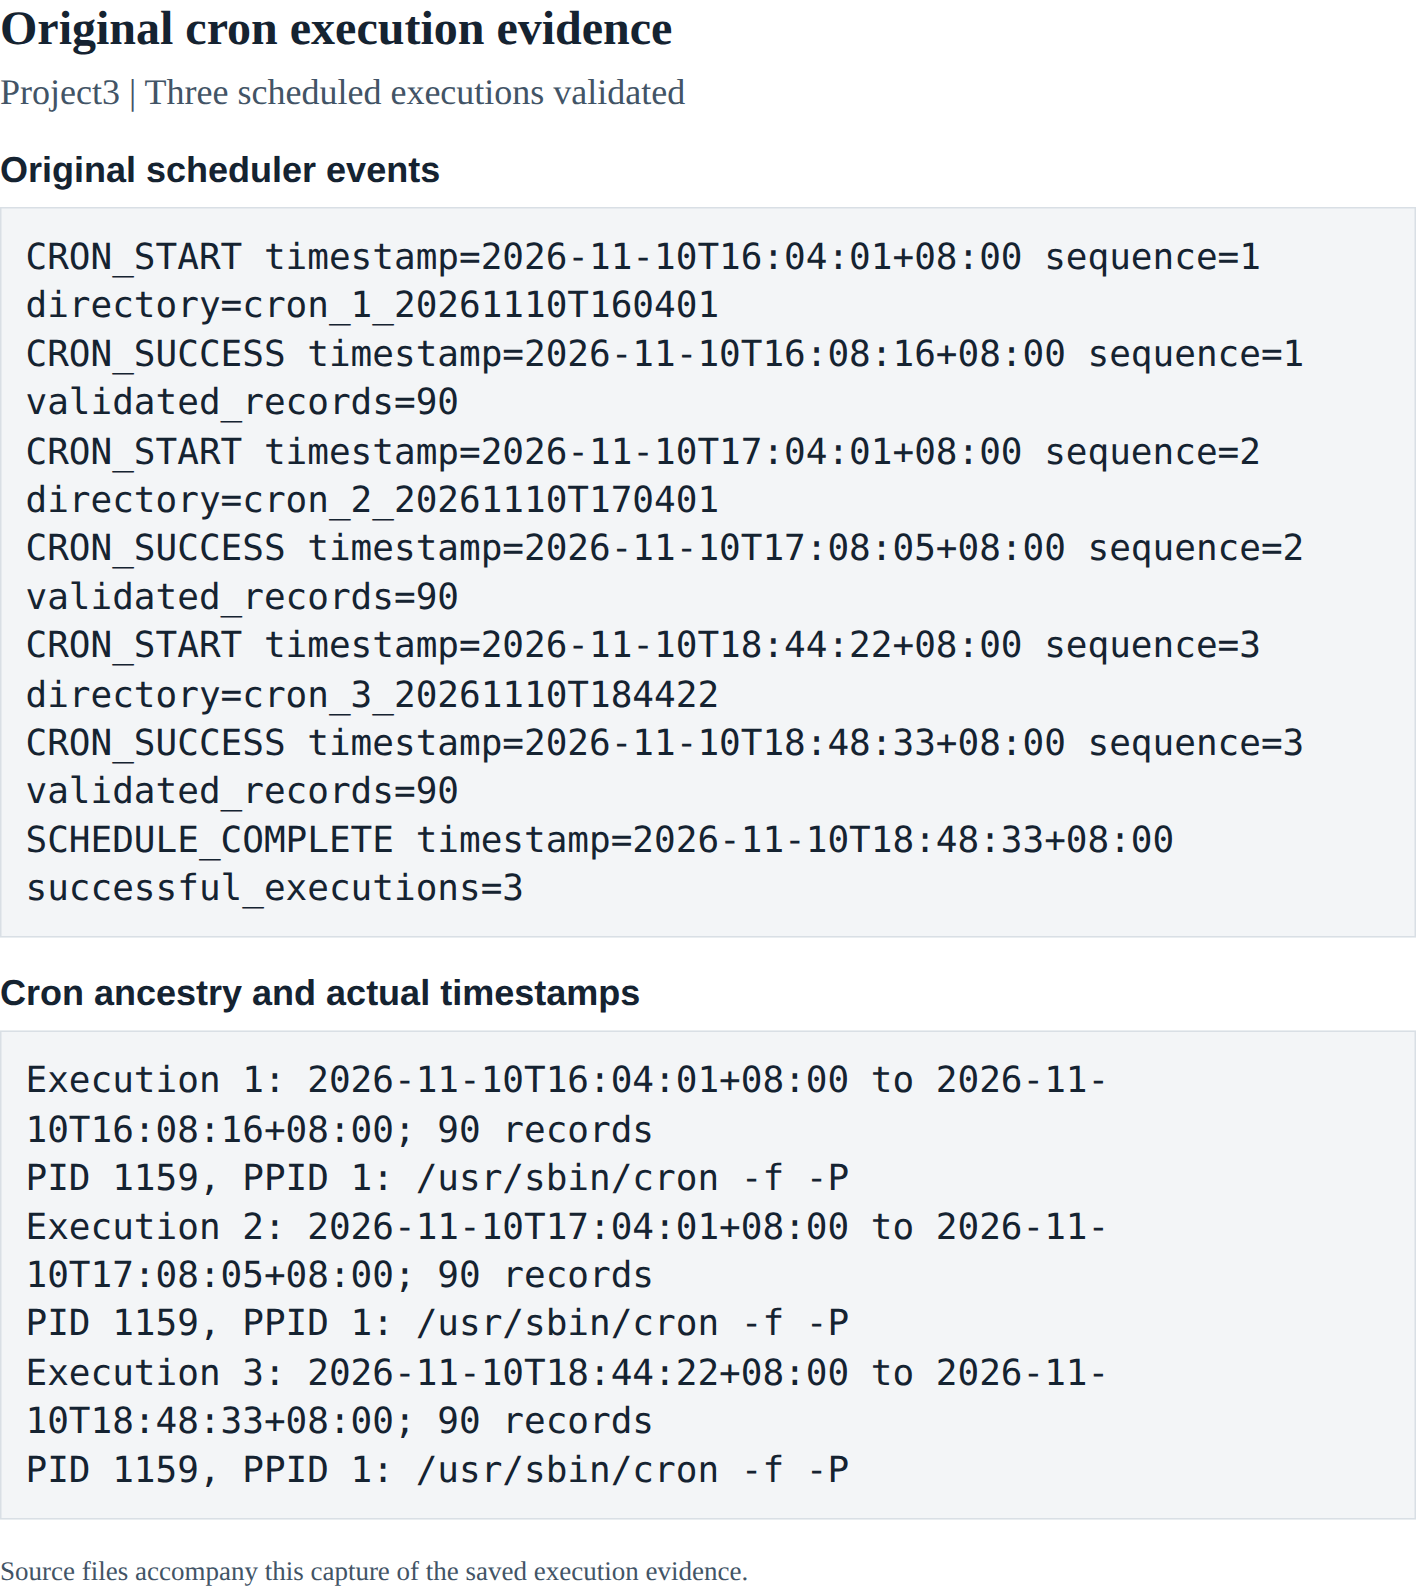 Original cron execution evidence
Project3 | Three scheduled executions validated
Original scheduler events
CRON_START timestamp=2026-11-10T16:04:01+08:00 sequence=1
directory=cron_1_20261110T160401
CRON_SUCCESS timestamp=2026-11-10T16:08:16+08:00 sequence=1
validated_records=90
CRON_START timestamp=2026-11-10T17:04:01+08:00 sequence=2
directory=cron_2_20261110T170401
CRON_SUCCESS timestamp=2026-11-10T17:08:05+08:00 sequence=2
validated_records=90
CRON_START timestamp=2026-11-10T18:44:22+08:00 sequence=3
directory=cron_3_20261110T184422
CRON_SUCCESS timestamp=2026-11-10T18:48:33+08:00 sequence=3
validated_records=90
SCHEDULE_COMPLETE timestamp=2026-11-10T18:48:33+08:00
successful_executions=3
Cron ancestry and actual timestamps
Execution 1: 2026-11-10T16:04:01+08:00 to 2026-11-
10T16:08:16+08:00; 90 records
PID 1159, PPID 1: /usr/sbin/cron -f -P
Execution 2: 2026-11-10T17:04:01+08:00 to 2026-11-
10T17:08:05+08:00; 90 records
PID 1159, PPID 1: /usr/sbin/cron -f -P
Execution 3: 2026-11-10T18:44:22+08:00 to 2026-11-
10T18:48:33+08:00; 90 records
PID 1159, PPID 1: /usr/sbin/cron -f -P
Source files accompany this capture of the saved execution evidence.